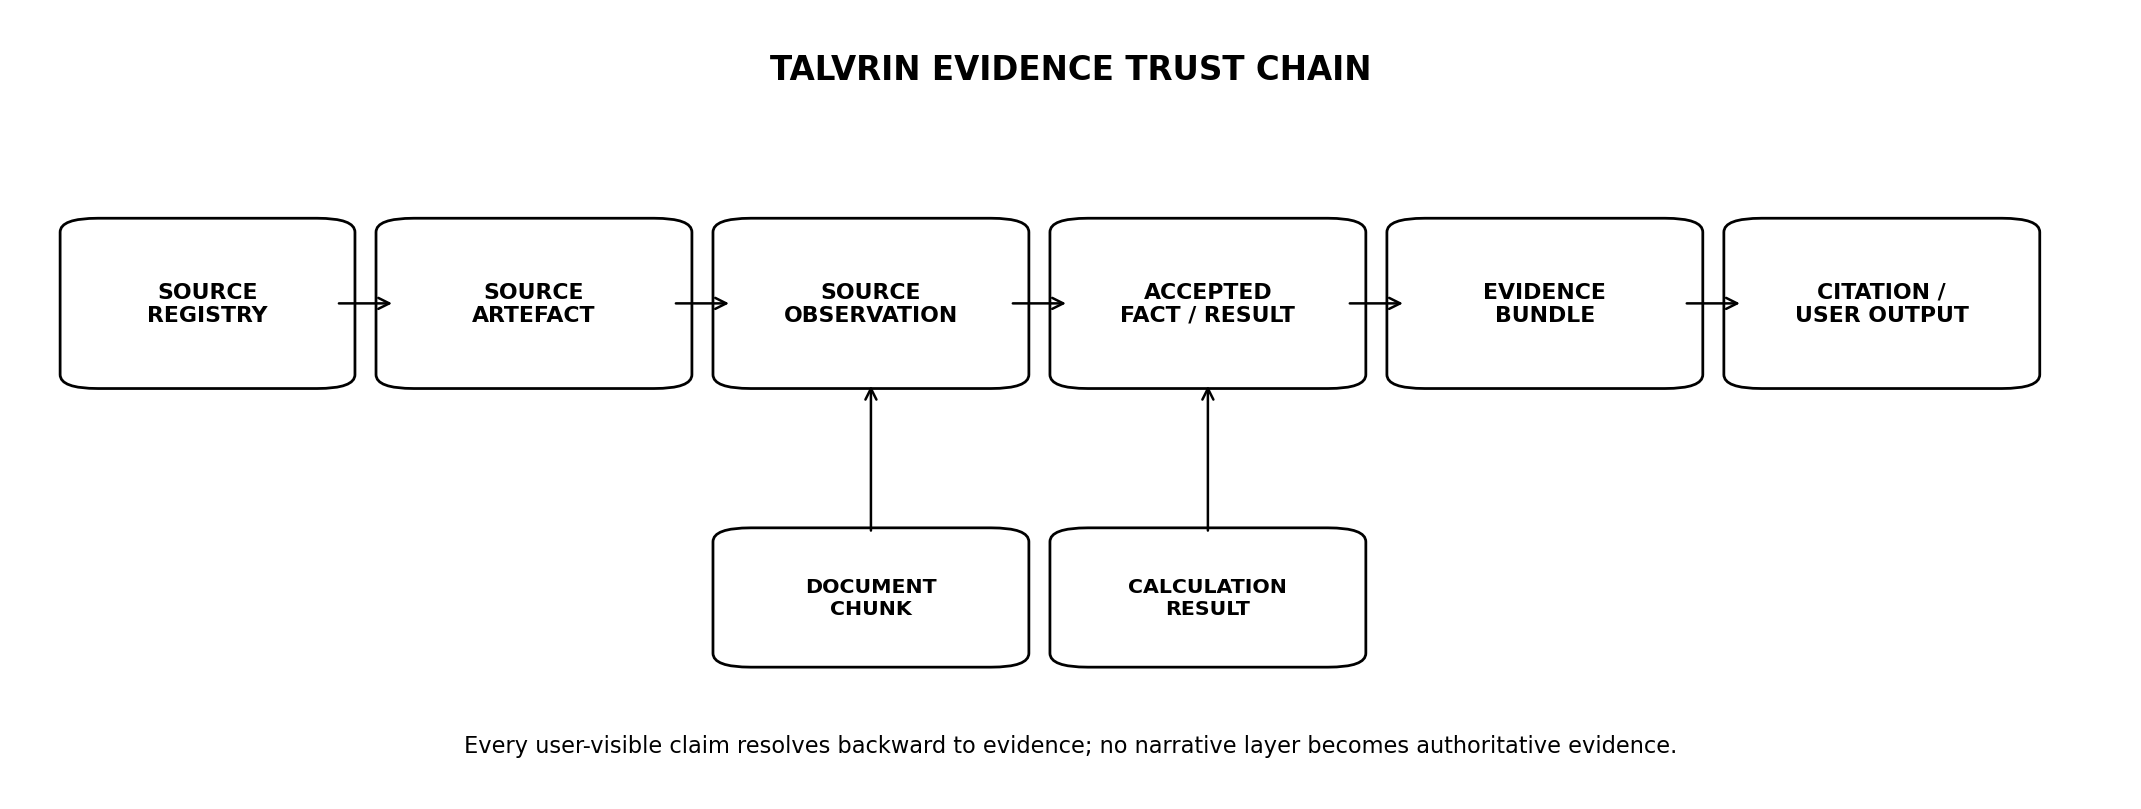 TALVRIN EVIDENCE TRUST CHAIN
SOURCE
REGISTRY
SOURCE
ARTEFACT
SOURCE
OBSERVATION
ACCEPTED
FACT / RESULT
EVIDENCE
BUNDLE
CITATION /
USER OUTPUT
DOCUMENT
CHUNK
CALCULATION
RESULT
Every user-visible claim resolves backward to evidence; no narrative layer becomes authoritative evidence.